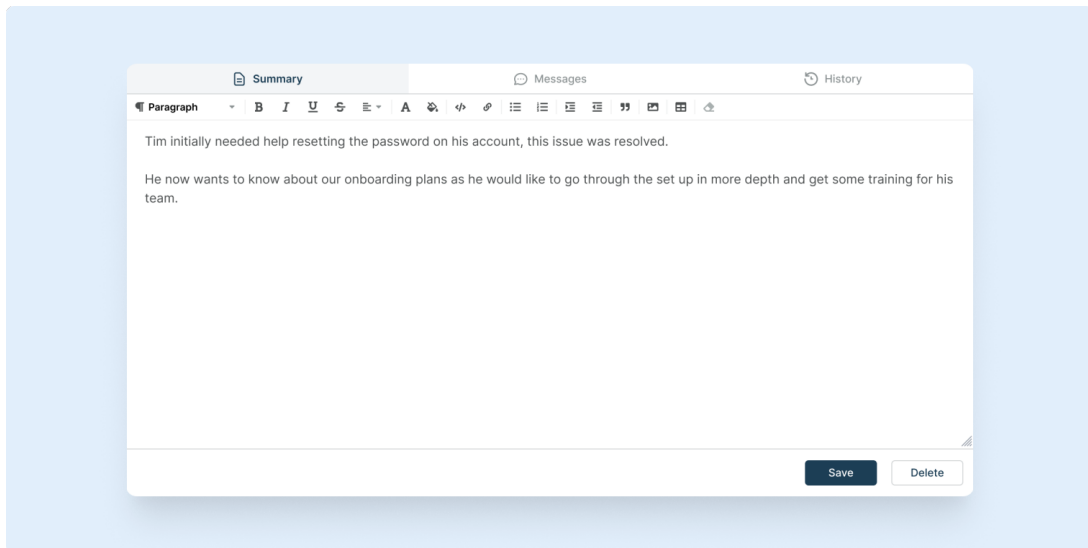 Summary
Messages
History
Paragraph
Tim initially needed help resetting the password on his account, this issue was resolved.
He now wants to know about our onboarding plans as he would like to go through the set up in more depth and get some training for his
team.
Save
Delete